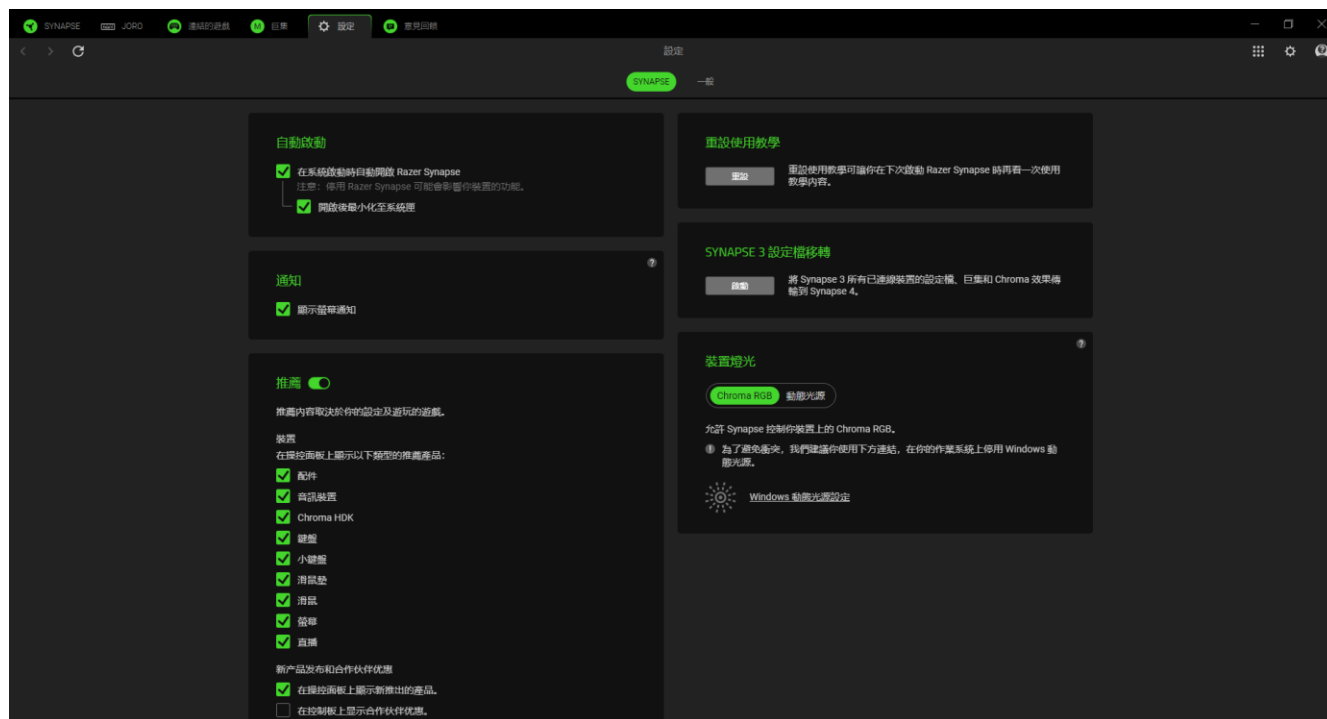 SYNAPSE
JORO
連結的遊戲
巨集
設定
意見回饋
設定
SYNAPSE
一般
自動啟動
在系統啟動時自動開啟 Razer Synapse
注意: 停用 Razer Synapse 可能會影響你裝置的功能。
開啟後最小化至系統匣
通知
顯示螢幕通知
推薦
推薦內容取決於你的設定及遊玩的遊戲。
裝置
在操控面板上顯示以下類型的推薦產品:
配件
音訊裝置
Chroma HDK
鍵盤
小鍵盤
滑鼠墊
滑鼠
螢幕
直播
新产品发布和合作伙伴优惠
在操控面板上顯示新推出的產品。
在控制板上显示合作伙伴优惠。
重設使用教學
重設
重設使用教學可讓你在下次啟動 Razer Synapse 時再看一次使用
教學內容。
SYNAPSE 3 設定檔移轉
啟動
將 Synapse 3 所有已連線裝置的設定檔、巨集和 Chroma 效果傳
輸到 Synapse 4。
裝置燈光
Chroma RGB
動態光源
允許 Synapse 控制你裝置上的 Chroma RGB。
為了避免衝突，我們建議你使用下方連結，在你的作業系統上停用 Windows 動
態光源。
Windows 動態光源設定